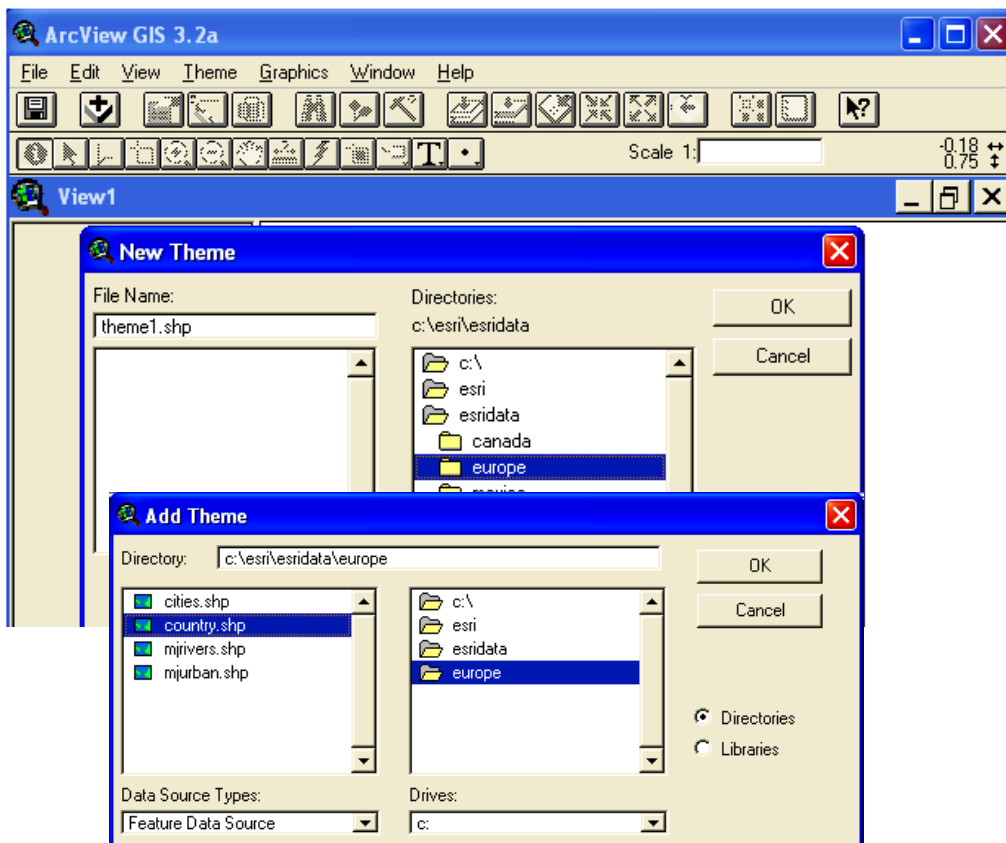 ArcView GIS 3.2a
File Edit View Theme Graphics Window Help
Scale 1:
-0.18
0.75
View1
New Theme
File Name:
theme1.shp
Directories:
c:\esri\esridata
OK
Cancel
c:\
esri
esridata
canada
europe
Add Theme
Directory: c:\esri\esridata\europe
OK
Cancel
cities.shp
country.shp
mjrivers.shp
mjurban.shp
c:\
esri
esridata
europe
Directories
Libraries
Data Source Types:
Feature Data Source
Drives:
c: